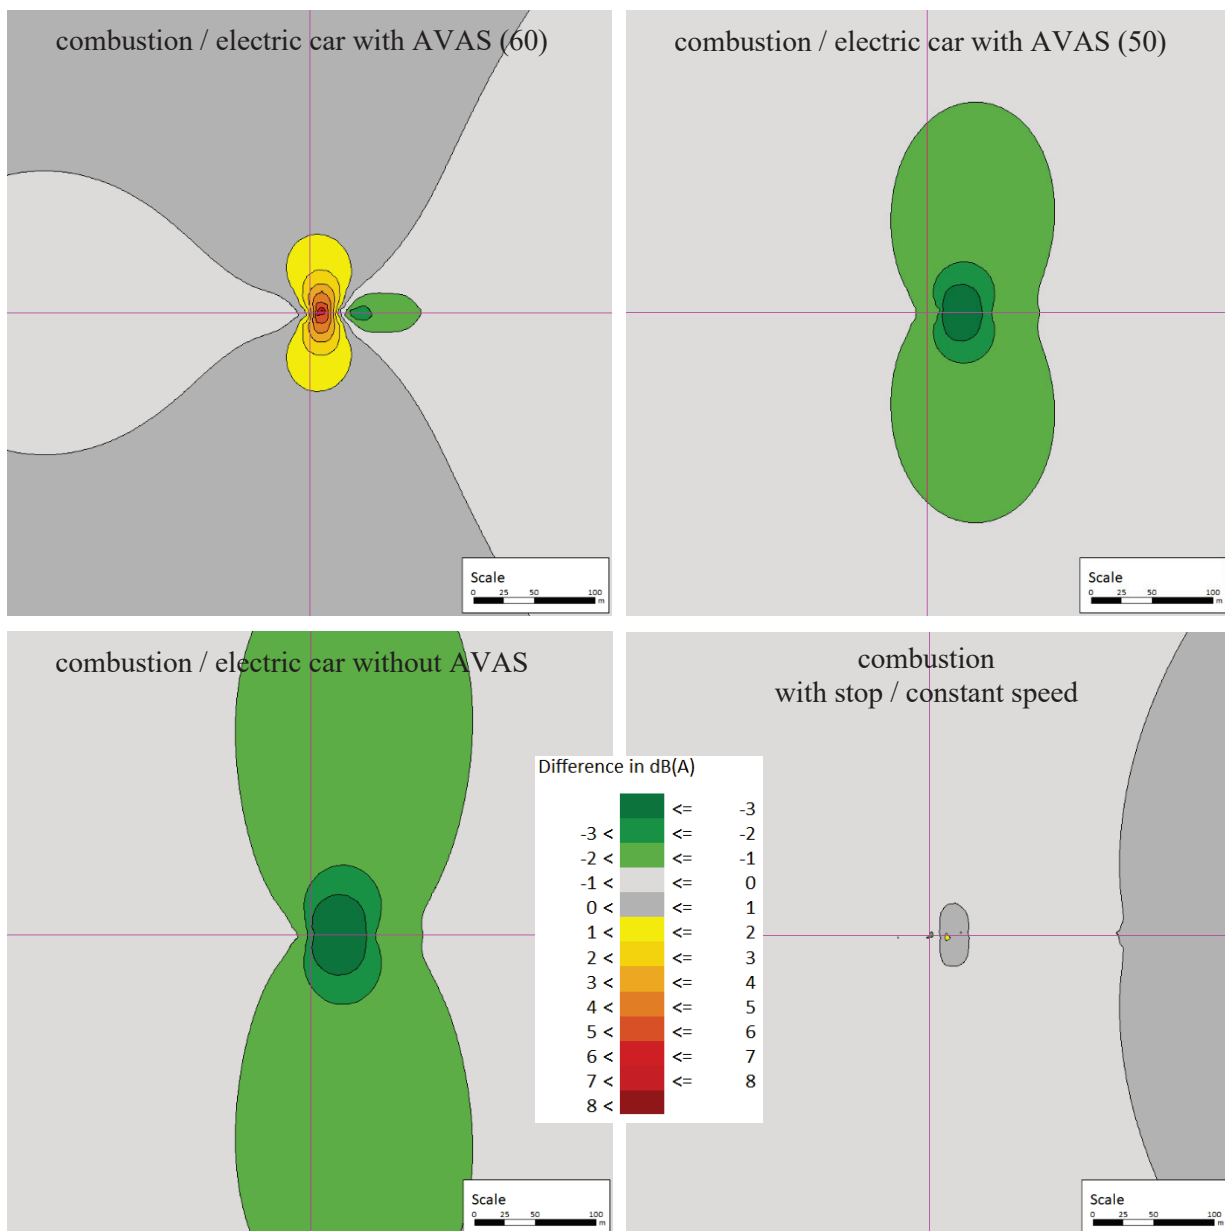 combustion / electric car with AVAS (60)
combustion / electric car with AVAS (50)
Scale
0 25 50 100
m
Scale
0 25 50 100
m
combustion / electric car without AVAS
combustion
with stop / constant speed
Difference in dB(A)
<= -3
-3 < <= -2
-2 < <= -1
-1 < <= 0
0 < <= 1
1 < <= 2
2 < <= 3
3 < <= 4
4 < <= 5
5 < <= 6
6 < <= 7
7 < <= 8
8 <
Scale
0 25 50 100
m
Scale
0 25 50 100
m